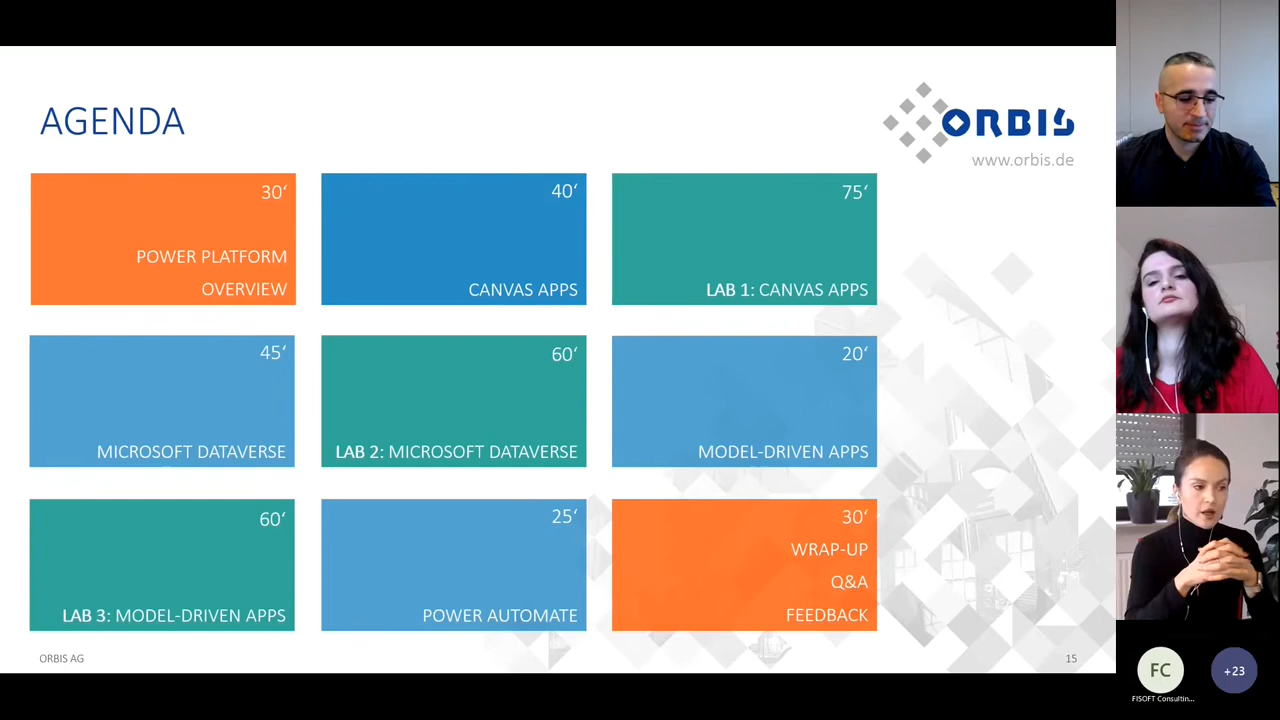 AGENDA
ORBIS
www.orbis.de
30‘
POWER PLATFORM
OVERVIEW
40‘
CANVAS APPS
75‘
LAB 1: CANVAS APPS
45‘
MICROSOFT DATAVERSE
60‘
LAB 2: MICROSOFT DATAVERSE
20‘
MODEL-DRIVEN APPS
60‘
LAB 3: MODEL-DRIVEN APPS
25‘
POWER AUTOMATE
30‘
WRAP-UP
Q&A
FEEDBACK
ORBIS AG
15
FC
FISOFT Consultin...
+23